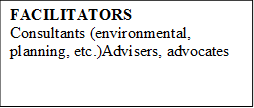 FACILITATORS
Consultants (environmental,
planning, etc.)Advisers, advocates